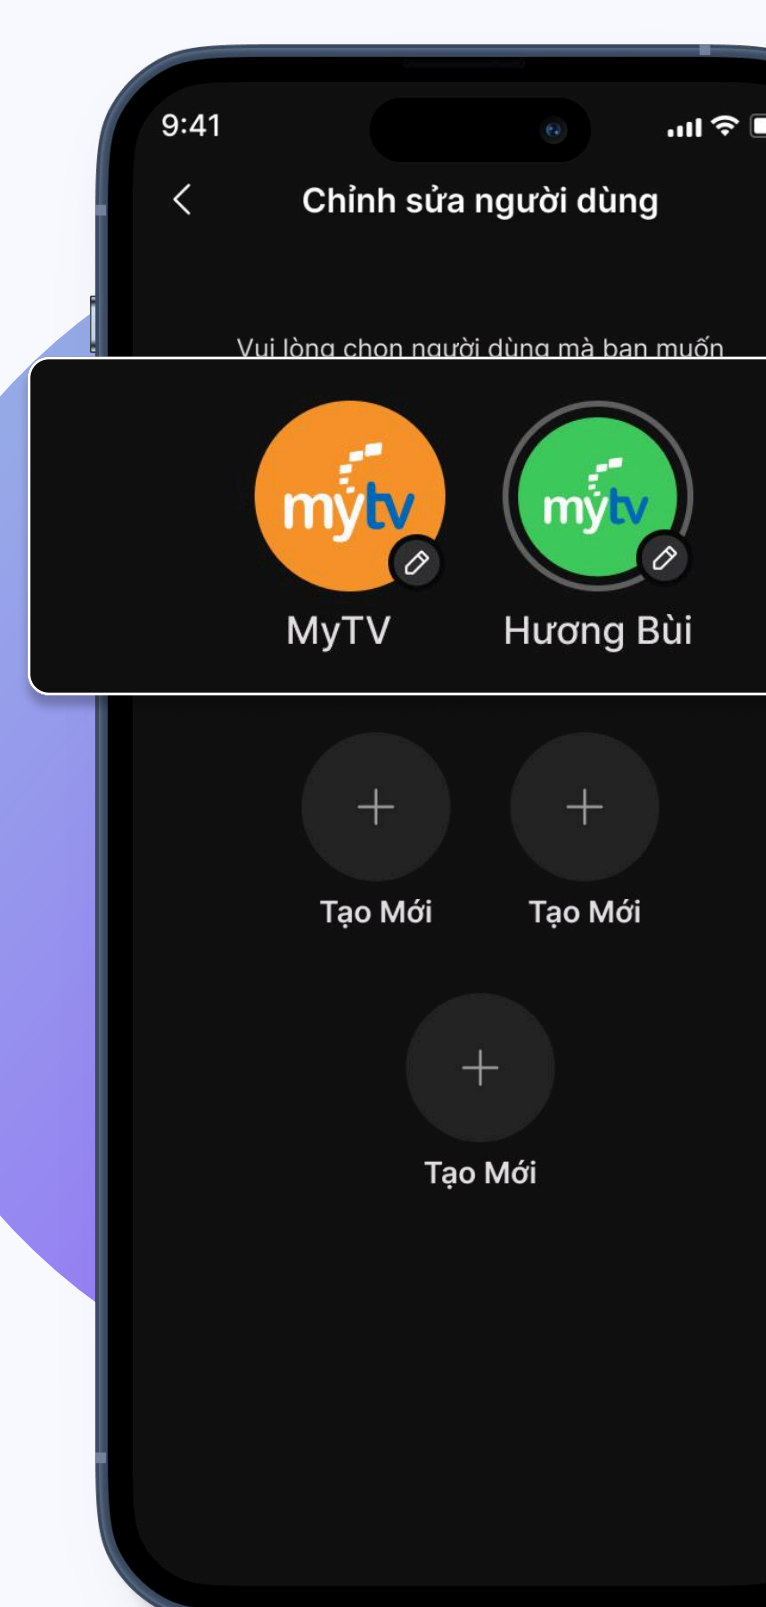 9:41
Chỉnh sửa người dùng
Vui lòng chọn người dùng mà bạn muốn
mytv
mytv
MyTV
Hương Bùi
Tạo Mới
Tạo Mới
Tạo Mới